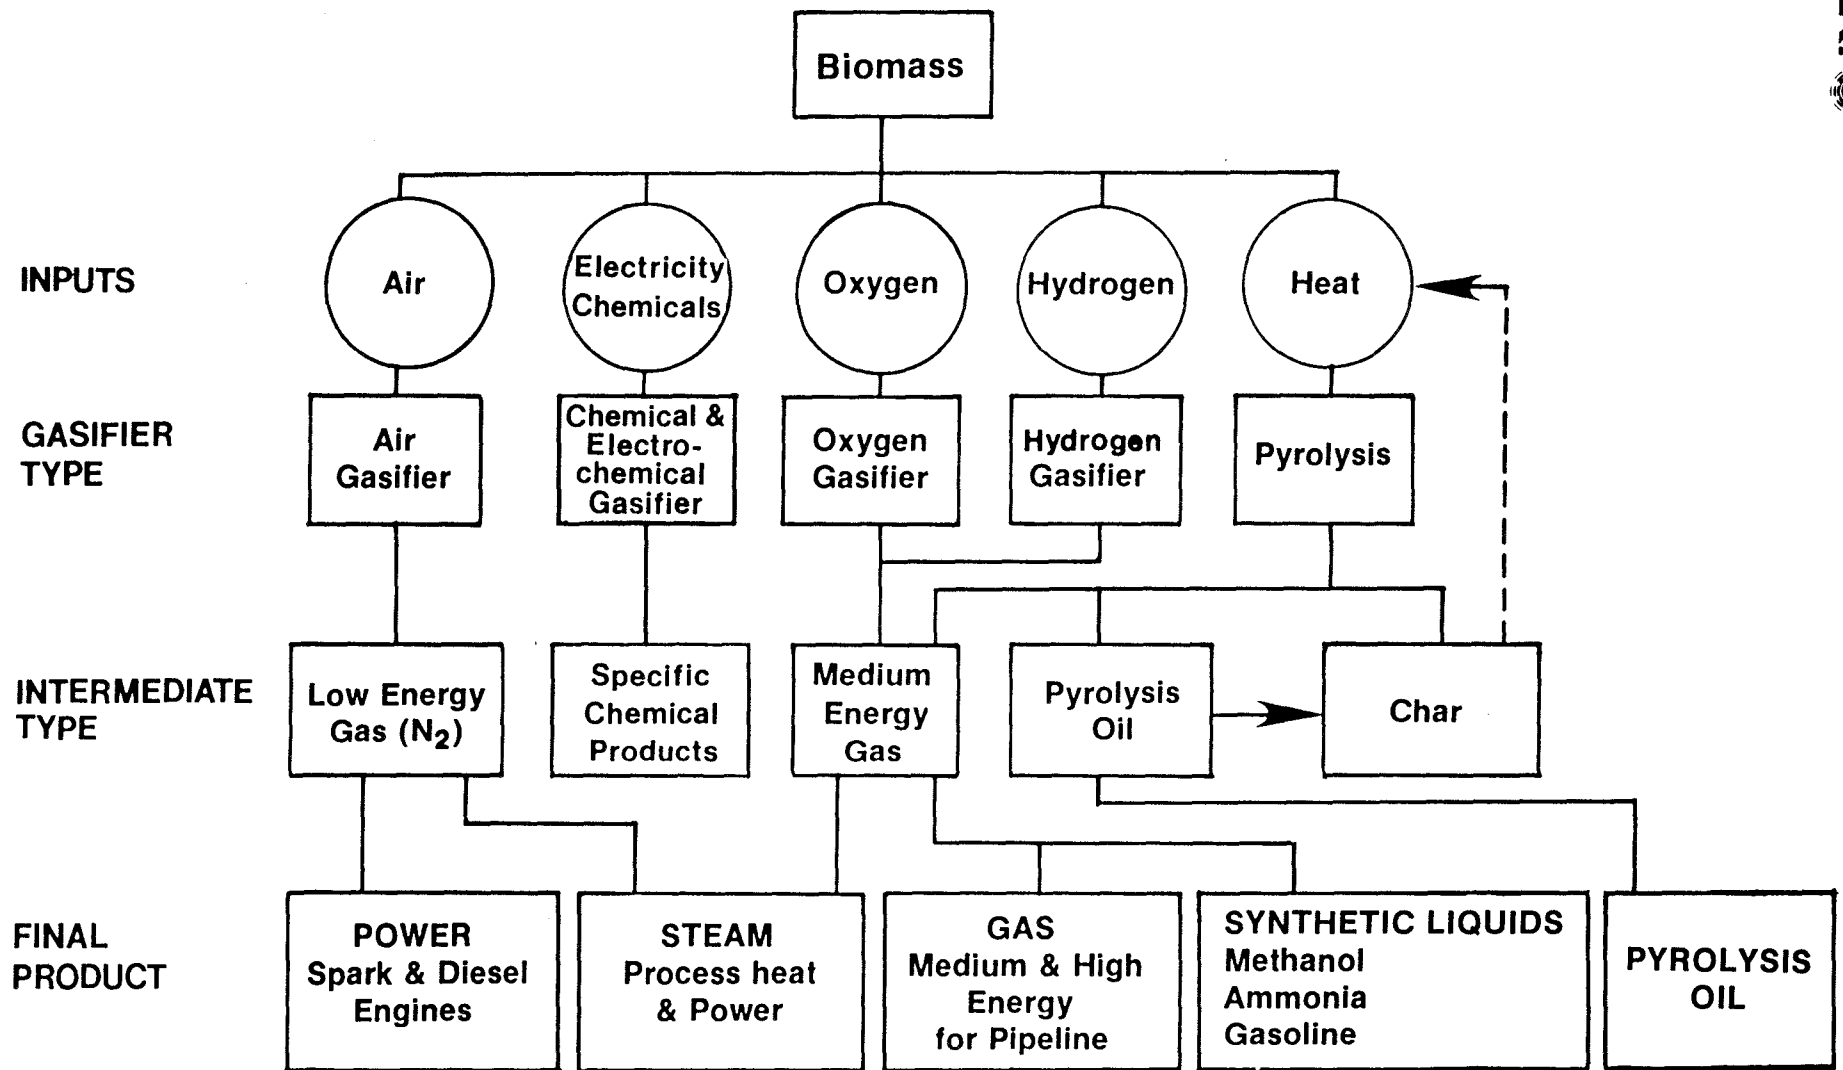 Biomass
INPUTS
Air
Electricity
Chemicals
Oxygen
Hydrogen
Heat
GASIFIER
TYPE
Air
Gasifier
Chemical &
Electro-
chemical
Gasifier
Oxygen
Gasifier
Hydrogen
Gasifier
Pyrolysis
INTERMEDIATE
TYPE
Low Energy
Gas (N₂)
Specific
Chemical
Products
Medium
Energy
Gas
Pyrolysis
Oil
Char
FINAL
PRODUCT
POWER
Spark & Diesel
Engines
STEAM
Process heat
& Power
GAS
Medium & High
Energy
for Pipeline
SYNTHETIC LIQUIDS
Methanol
Ammonia
Gasoline
PYROLYSIS
OIL